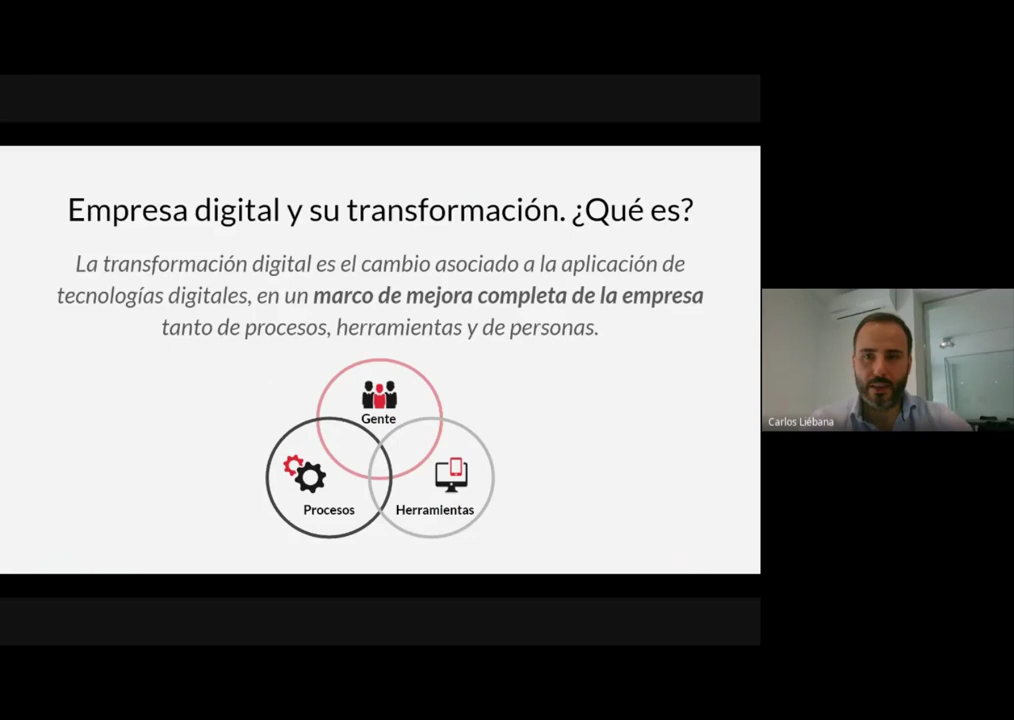 Empresa digital y su transformación. ¿Qué es?
La transformación digital es el cambio asociado a la aplicación de
tecnologías digitales, en un marco de mejora completa de la empresa
tanto de procesos, herramientas y de personas.
Gente
Procesos
Herramientas
Carlos Liébana